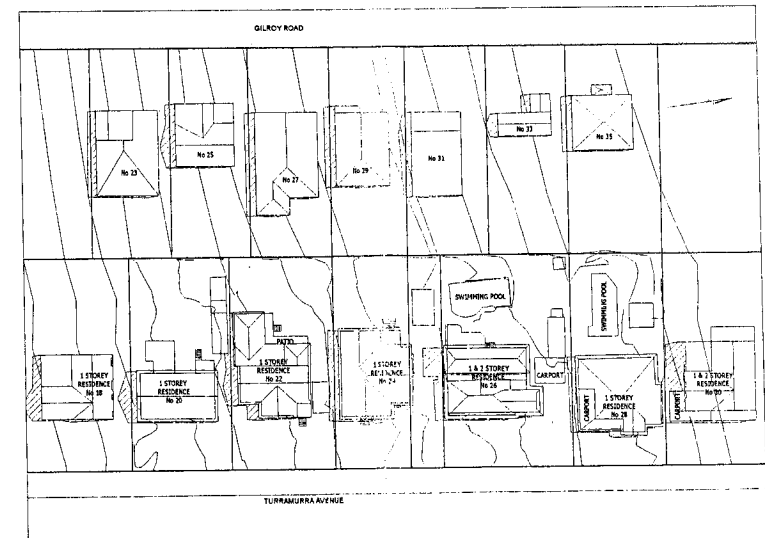 GILROY ROAD
No 23
No 25
No 27
No 29
No 31
No 33
No 35
SWIMMING POOL
SWIMMING POOL
PATIO
1 STOREY
RESIDENCE
No 18
1 STOREY
RESIDENCE
No 20
1 STOREY
RESIDENCE
No 22
1 STOREY
RESIDENCE
No 24
1 & 2 STOREY
RESIDENCE
No 26
CARPORT
CARPORT
1 STOREY
RESIDENCE
No 28
CARPORT
1 & 2 STOREY
RESIDENCE
No 30
TURRAMURRA AVENUE